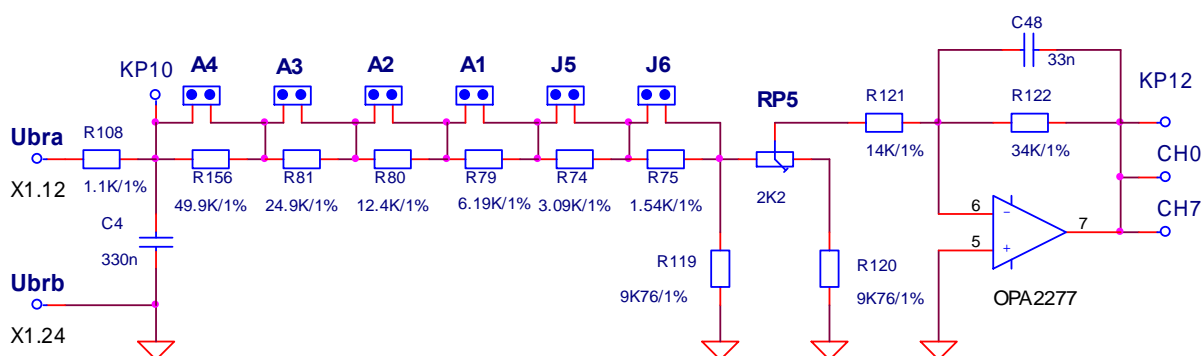 C48
33n
A4 A3 A2 A1 J5 J6
KP10
KP12
RP5
R121
R122
Ubra
R108
14K/1%
34K/1%
CH0
X1.12
1.1K/1%
R156 R81 R80 R79 R74 R75
2K2
49.9K/1% 24.9K/1% 12.4K/1% 6.19K/1% 3.09K/1% 1.54K/1%
CH7
C4
330n
6
5
7
−
+
R119
R120
Ubrb
9K76/1%
9K76/1%
OPA2277
X1.24